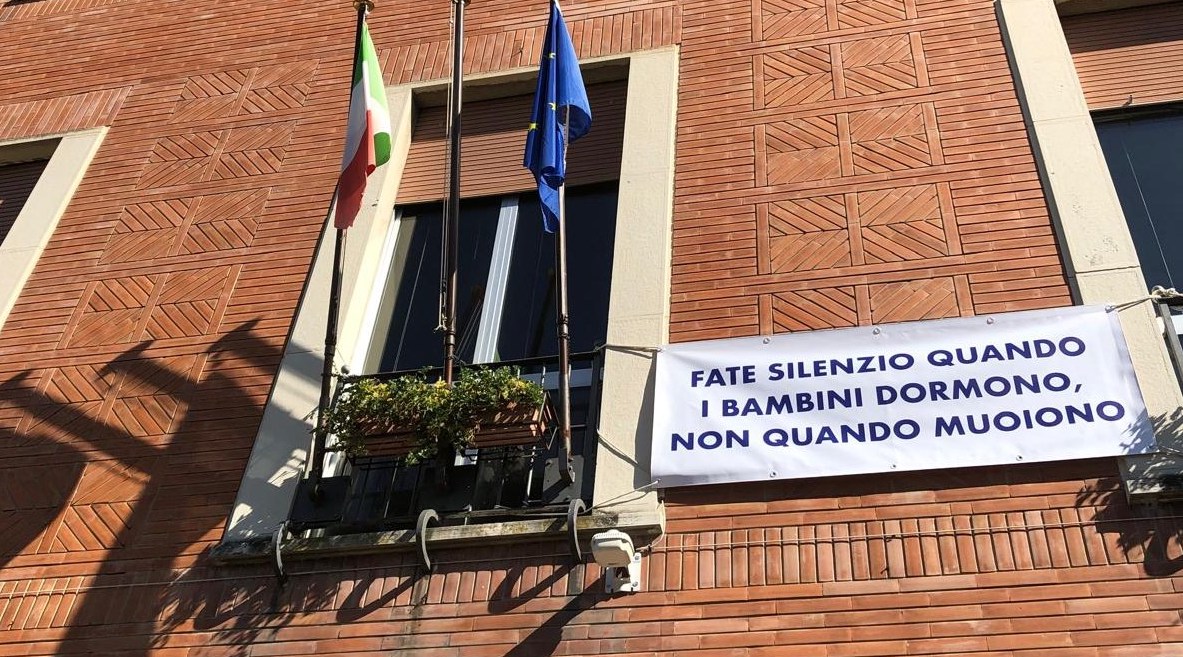 FATE SILENZIO QUANDO
I BAMBINI DORMONO,
NON QUANDO MUOIONO